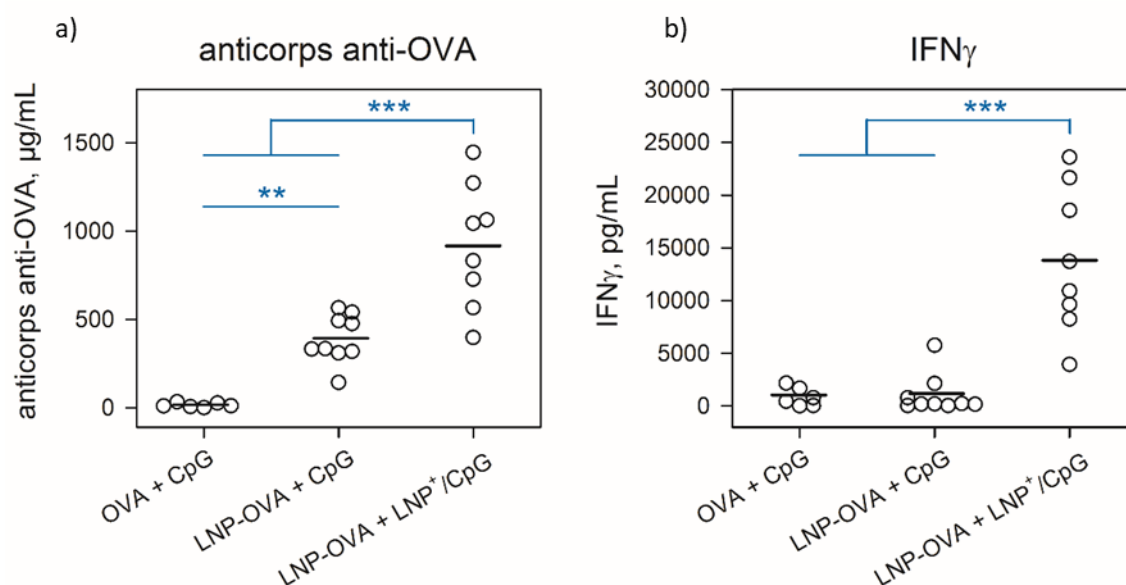 a)
anticorps anti-OVA
anticorps anti-OVA, µg/mL
1500
1000
500
0
***
**
OVA + CpG
LNP-OVA + CpG
LNP-OVA + LNP⁺/CpG
b)
IFNγ
IFNγ, pg/mL
30000
25000
20000
15000
10000
5000
0
***
OVA + CpG
LNP-OVA + CpG
LNP-OVA + LNP⁺/CpG